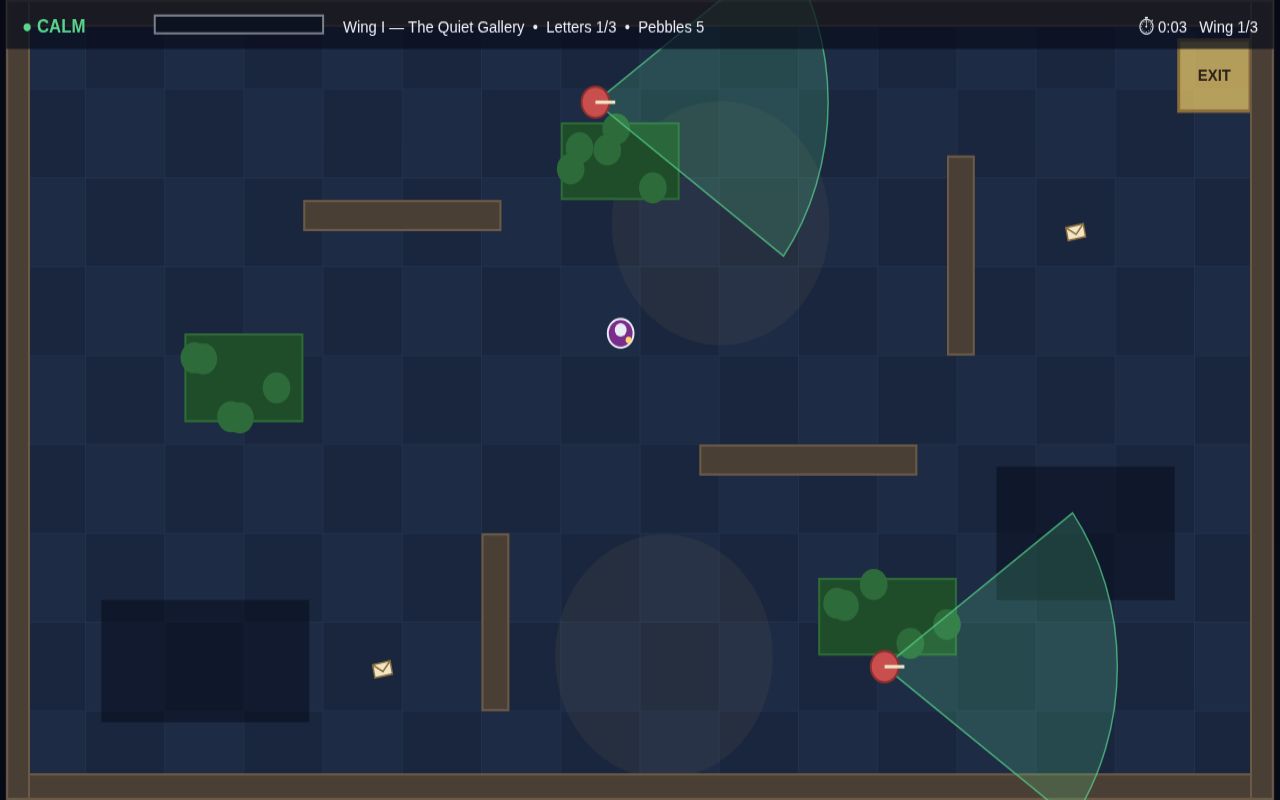 ● CALM
Wing I — The Quiet Gallery • Letters 1/3 • Pebbles 5
⏱ 0:03 Wing 1/3
EXIT